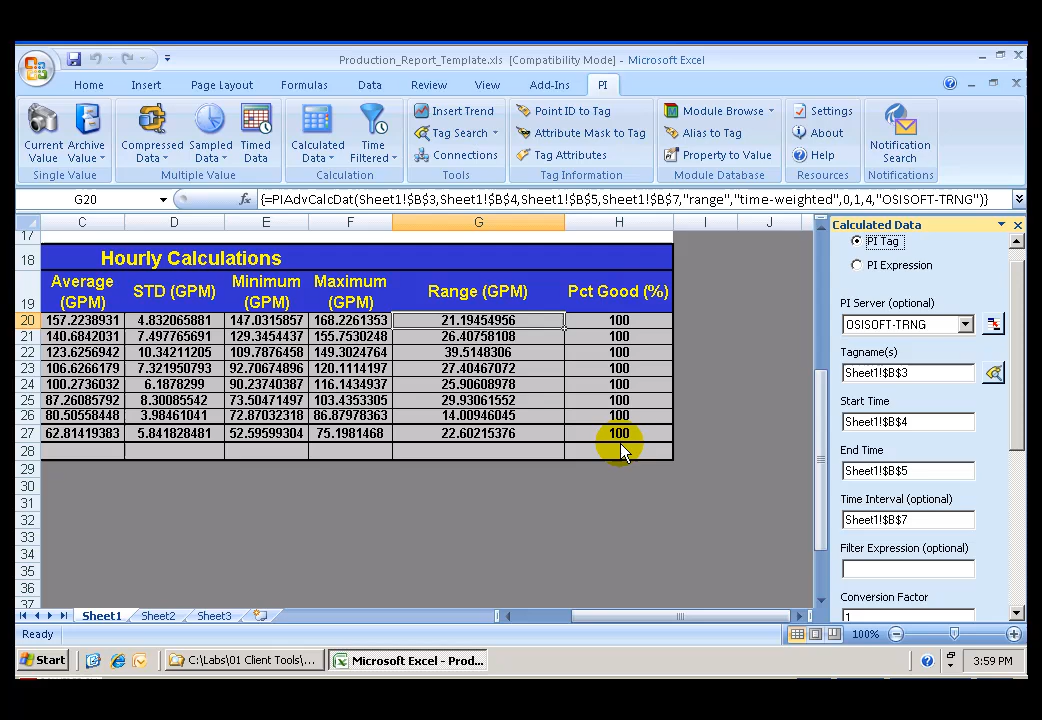 Production_Report_Template.xls [Compatibility Mode] - Microsoft Excel
Home Insert Page Layout Formulas Data Review View Add-Ins PI
Current Value Archive Value Compressed Data Sampled Data Timed Data Calculated Data Time Filtered
Insert Trend Point ID to Tag Module Browse Settings
Tag Search Attribute Mask to Tag Alias to Tag About
Connections Tag Attributes Property to Value Help Notification Search
Single Value Multiple Value Calculation Tools Tag Information Module Database Resources Notifications
G20 fx {=PIAdvCalcDat(Sheet1!$B$3,Sheet1!$B$4,Sheet1!$B$5,Sheet1!$B$7,"range","time-weighted",0,1,4,"OSISOFT-TRNG")}
C D E F G H I J
17
18 Hourly Calculations
19 Average (GPM) STD (GPM) Minimum (GPM) Maximum (GPM) Range (GPM) Pct Good (%)
20 157.2238931 4.832065881 147.0315857 168.2261353 21.19454956 100
21 140.6842031 7.497765691 129.3454437 155.7530248 26.40758108 100
22 123.6256942 10.34211205 109.7876458 149.3024764 39.5148306 100
23 106.6266179 7.321950793 92.70674896 120.1114197 27.40467072 100
24 100.2736032 6.1878299 90.23740387 116.1434937 25.90608978 100
25 87.26085792 8.30085542 73.50471497 103.4353305 29.93061552 100
26 80.50558448 3.98461041 72.87032318 86.87978363 14.00946045 100
27 62.81419383 5.841828481 52.59599304 75.1981468 22.60215376 100
28
29
30
31
32
33
34
35
36
37
Calculated Data
PI Tag
PI Expression
PI Server (optional)
OSISOFT-TRNG
Tagname(s)
Sheet1!$B$3
Start Time
Sheet1!$B$4
End Time
Sheet1!$B$5
Time Interval (optional)
Sheet1!$B$7
Filter Expression (optional)
Conversion Factor
1
Sheet1 Sheet2 Sheet3
Ready 100%
Start C:\Labs\01 Client Tools\... Microsoft Excel - Prod... 3:59 PM